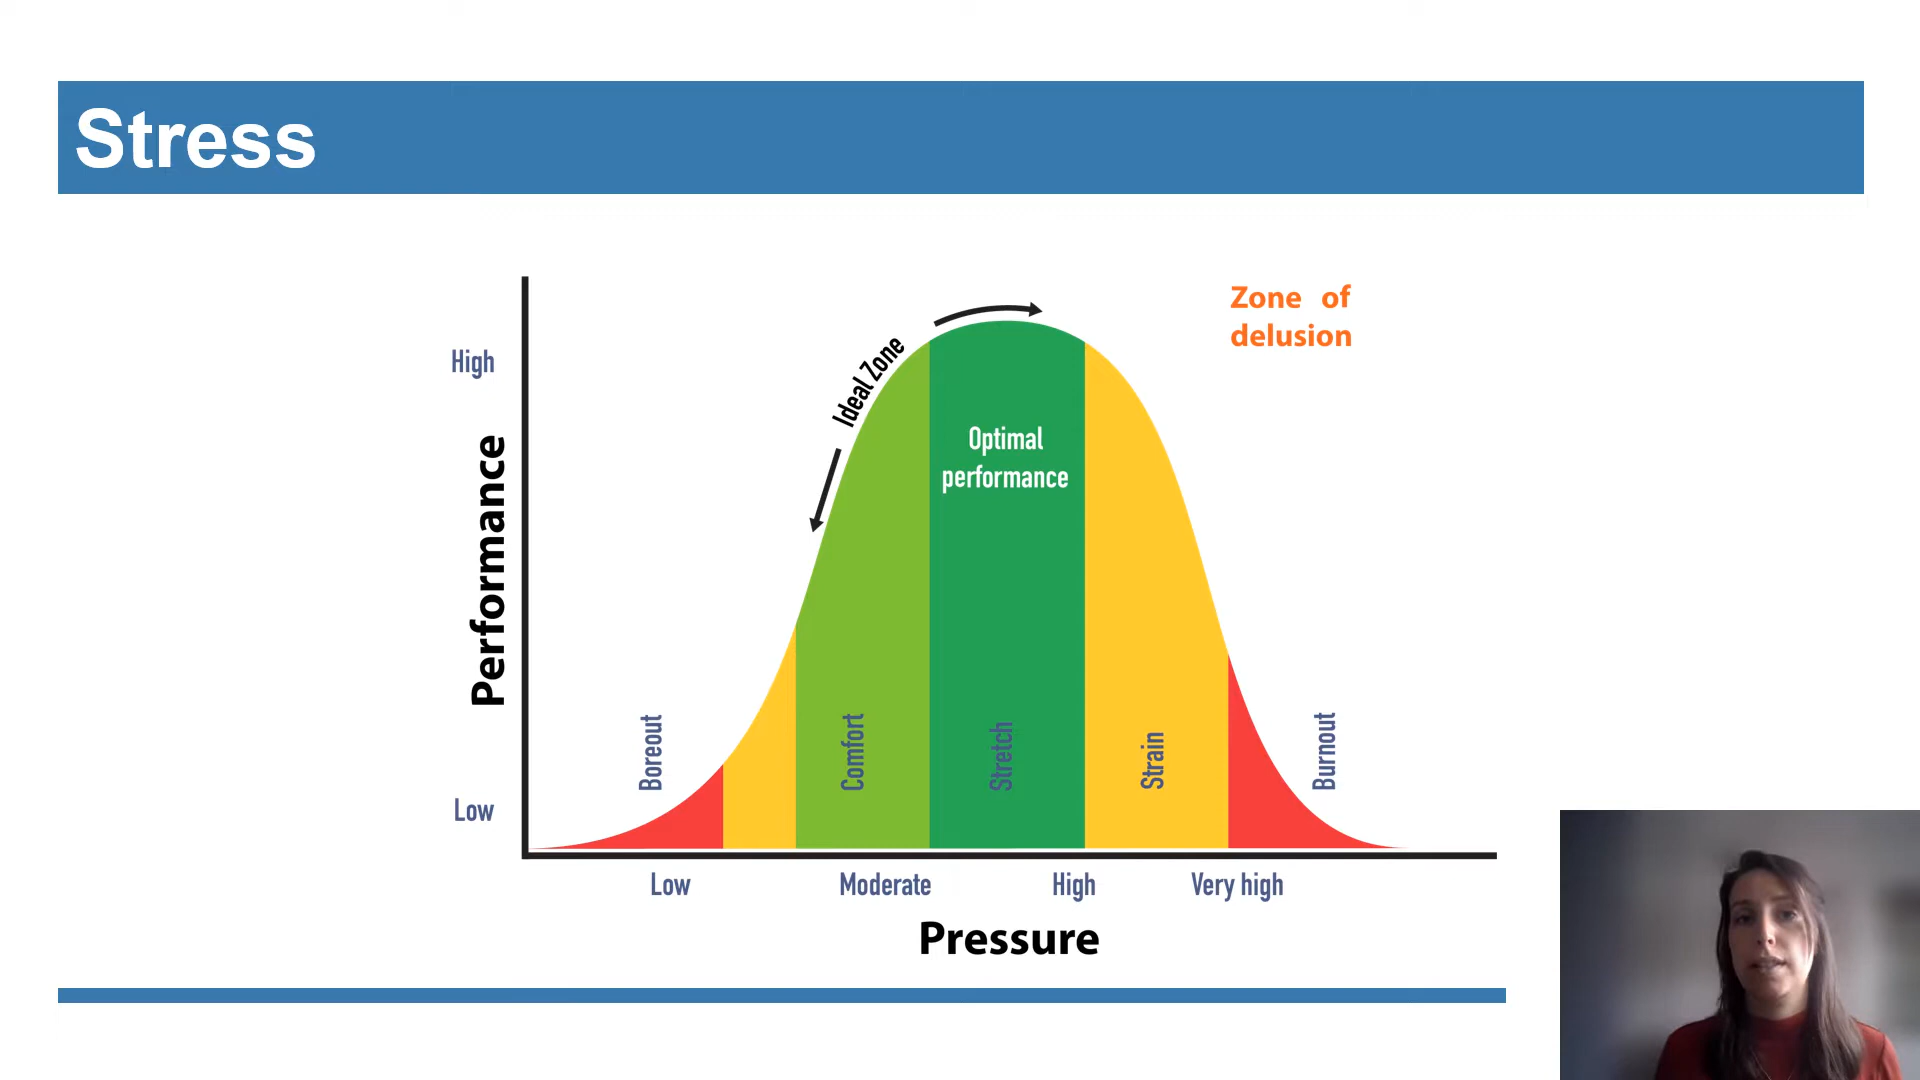 Stress
Zone of
delusion
High
Ideal Zone
Optimal
performance
Performance
Boreout
Comfort
Stretch
Strain
Burnout
Low
Low
Moderate
High
Very high
Pressure